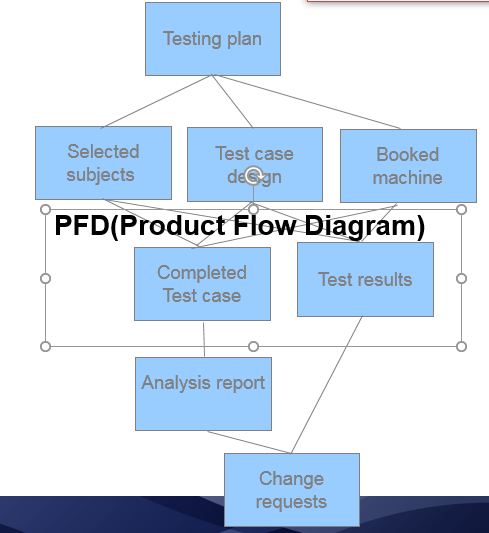 Testing plan
Selected
subjects
Test case
design
Booked
machine
PFD(Product Flow Diagram)
Completed
Test case
Test results
Analysis report
Change
requests